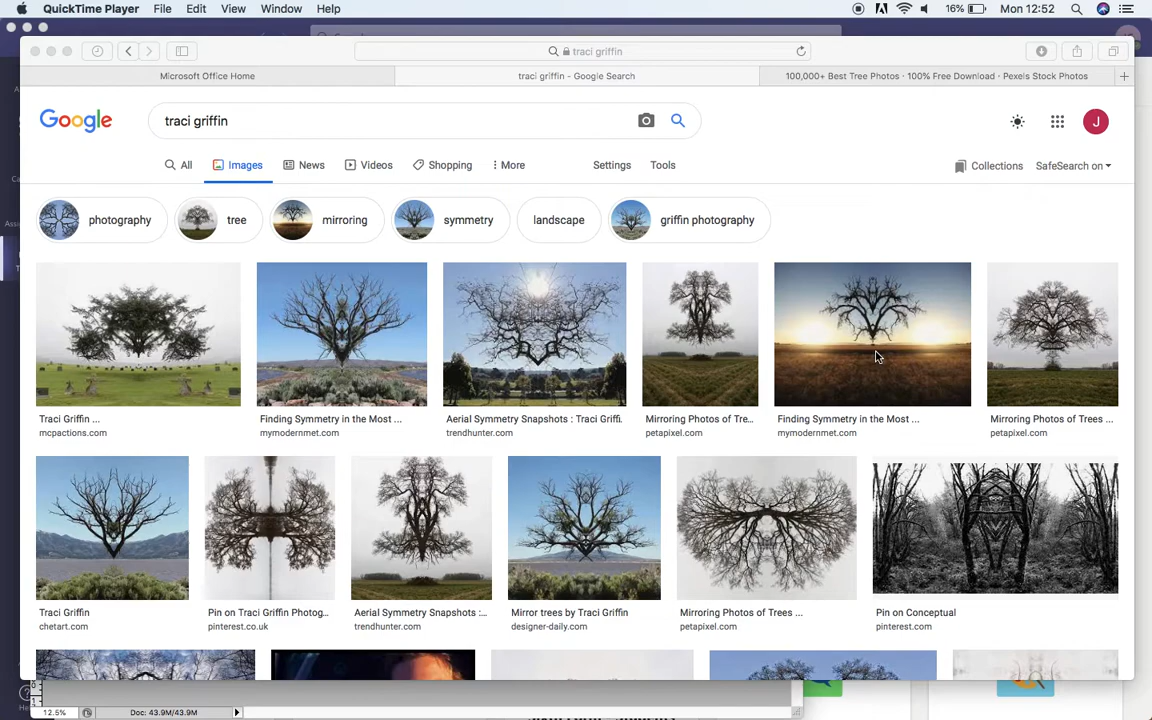 QuickTime Player File Edit View Window Help 16% Mon 12:52
traci griffin
Microsoft Office Home
traci griffin - Google Search
100,000+ Best Tree Photos · 100% Free Download · Pexels Stock Photos
Google
traci griffin
J
All Images News Videos Shopping More Settings Tools
Collections SafeSearch on
photography tree mirroring symmetry landscape griffin photography
Traci Griffin ...
mcpactions.com
Finding Symmetry in the Most ...
mymodernmet.com
Aerial Symmetry Snapshots : Traci Griffi.
trendhunter.com
Mirroring Photos of Tre...
petapixel.com
Finding Symmetry in the Most ...
mymodernmet.com
Mirroring Photos of Trees ...
petapixel.com
Traci Griffin
chetart.com
Pin on Traci Griffin Photog...
pinterest.co.uk
Aerial Symmetry Snapshots :...
trendhunter.com
Mirror trees by Traci Griffin
designer-daily.com
Mirroring Photos of Trees ...
petapixel.com
Pin on Conceptual
pinterest.com
12.5% Doc: 43.9M/43.9M